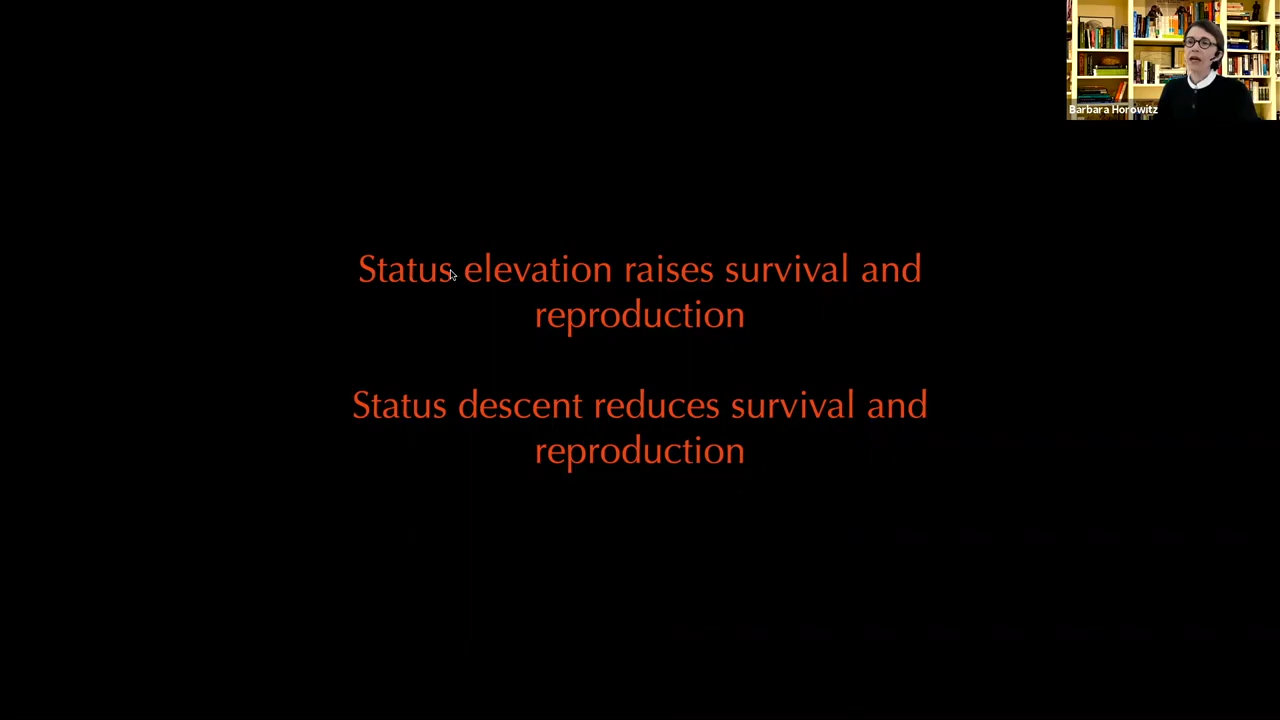 Barbara Horowitz
Status elevation raises survival and
reproduction
Status descent reduces survival and
reproduction